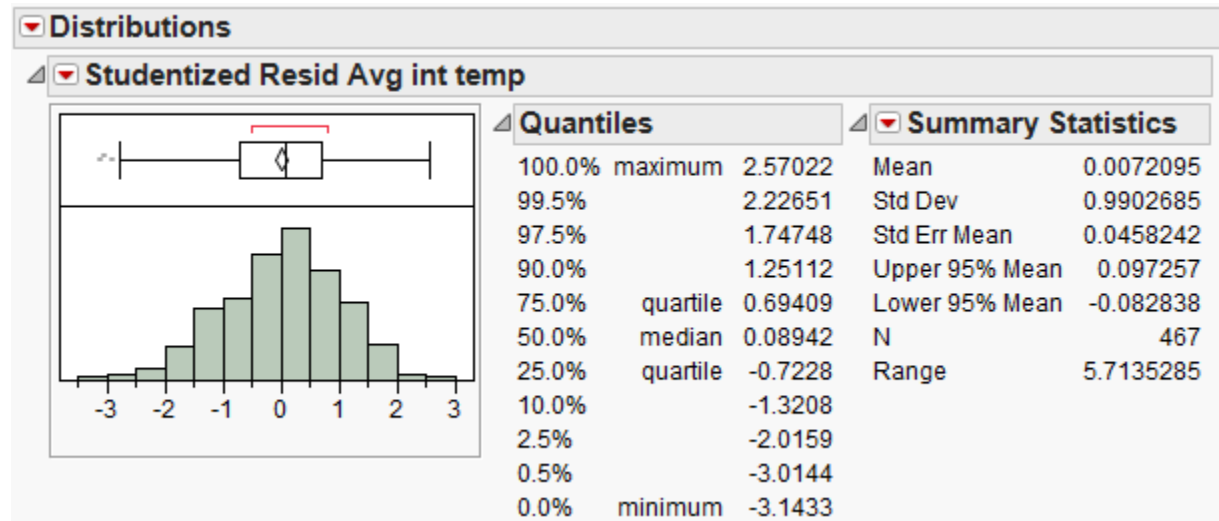 Distributions
Studentized Resid Avg int temp
-3 -2 -1 0 1 2 3
Quantiles
100.0% maximum 2.57022
99.5% 2.22651
97.5% 1.74748
90.0% 1.25112
75.0% quartile 0.69409
50.0% median 0.08942
25.0% quartile -0.7228
10.0% -1.3208
2.5% -2.0159
0.5% -3.0144
0.0% minimum -3.1433
Summary Statistics
Mean 0.0072095
Std Dev 0.9902685
Std Err Mean 0.0458242
Upper 95% Mean 0.097257
Lower 95% Mean -0.082838
N 467
Range 5.7135285